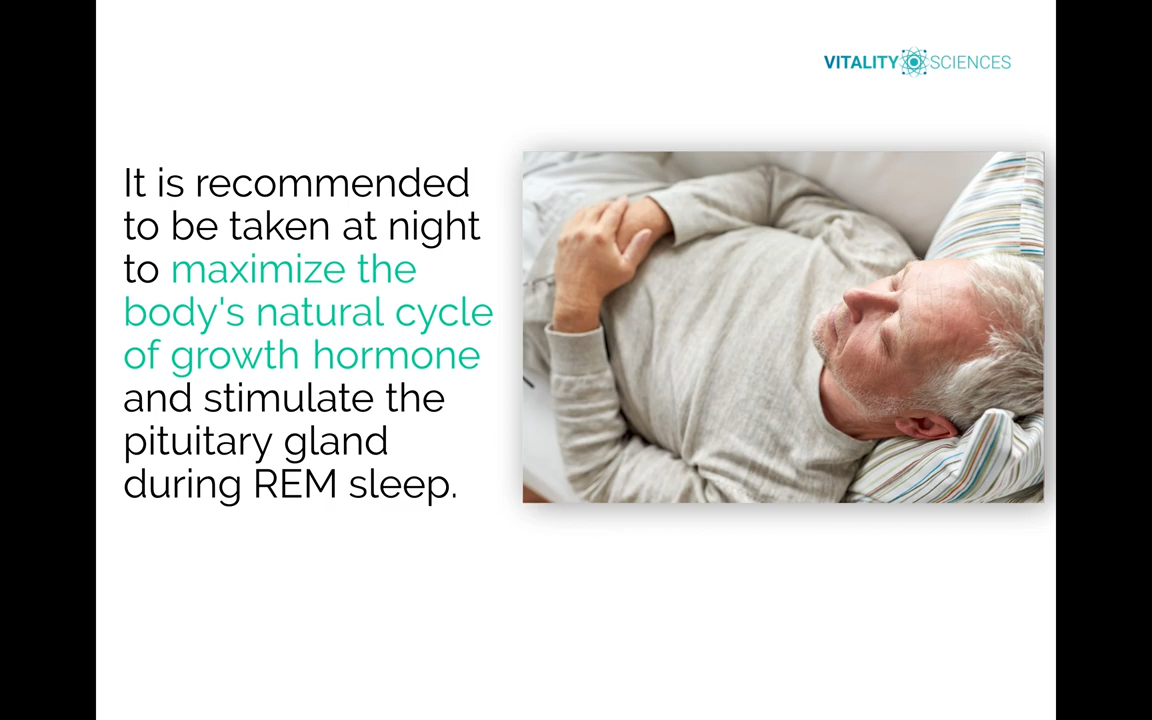 VITALITY SCIENCES
It is recommended
to be taken at night
to maximize the
body's natural cycle
of growth hormone
and stimulate the
pituitary gland
during REM sleep.